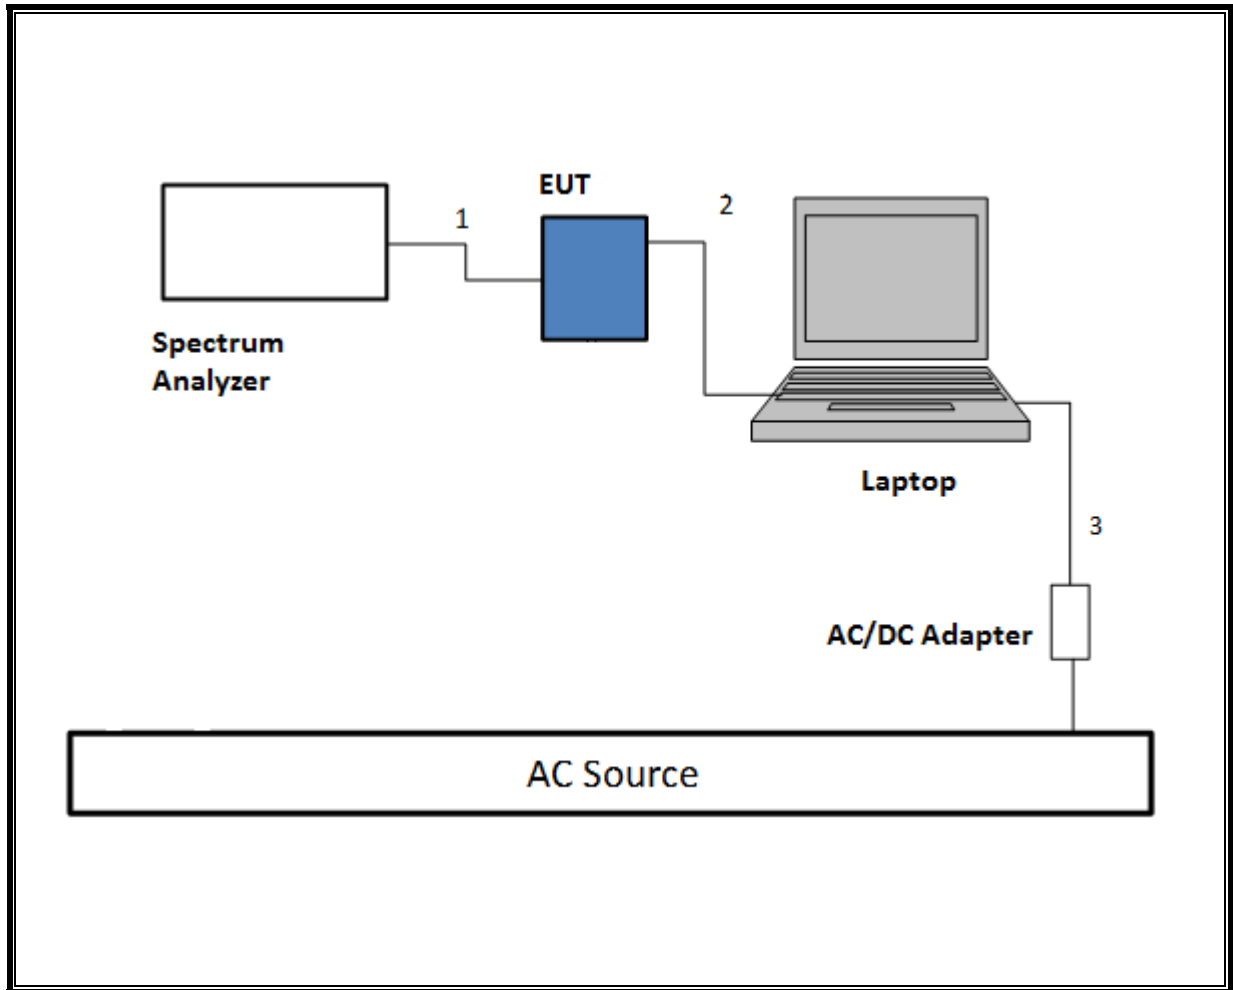 EUT
1
2
Spectrum
Analyzer
Laptop
3
AC/DC Adapter
AC Source